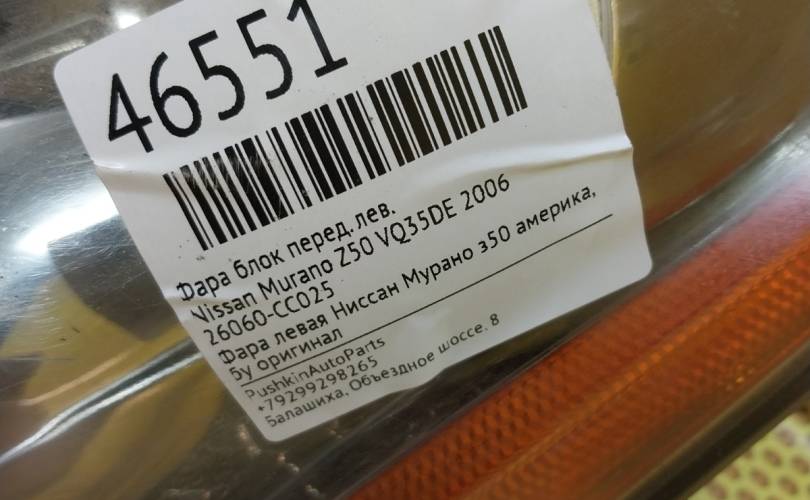 46551
Фара блок перед. лев.
Nissan Murano Z50 VQ35DE 2006
26060-CC025
Фара левая Ниссан Мурано з50 америка,
бу оригинал
PushkinAutoParts
+79299298265
Балашиха, Объездное шоссе. 8